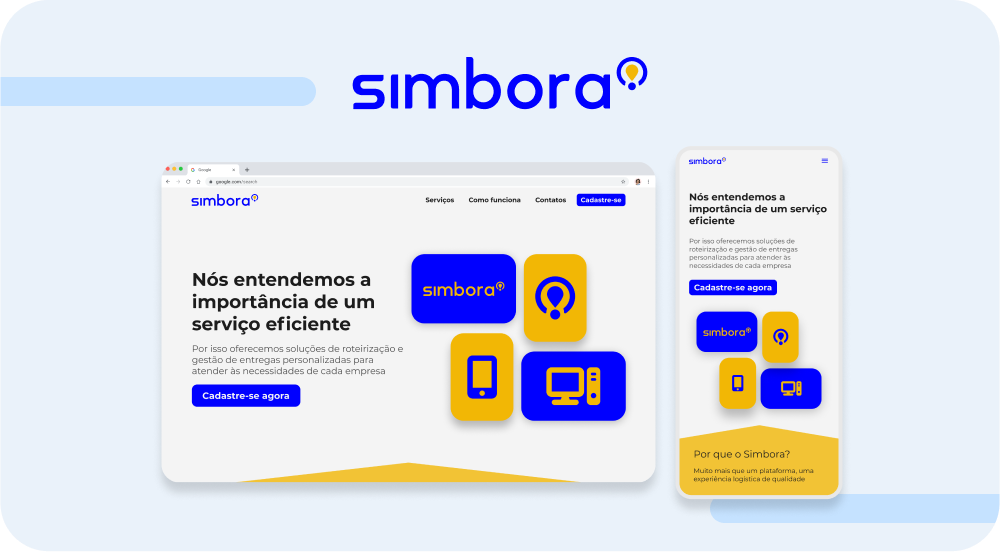 simbora
Google
google.com/search
simbora
Serviços
Como funciona
Contatos
Cadastre-se
Nós entendemos a
importância de um
serviço eficiente
Por isso oferecemos soluções de roteirização e
gestão de entregas personalizadas para
atender às necessidades de cada empresa
Cadastre-se agora
simbora
simbora
Nós entendemos a
importância de um serviço
eficiente
Por isso oferecemos soluções de
roteirização e gestão de entregas
personalizadas para atender às
necessidades de cada empresa
Cadastre-se agora
simbora
Por que o Simbora?
Muito mais que um plataforma, uma
experiência logística de qualidade